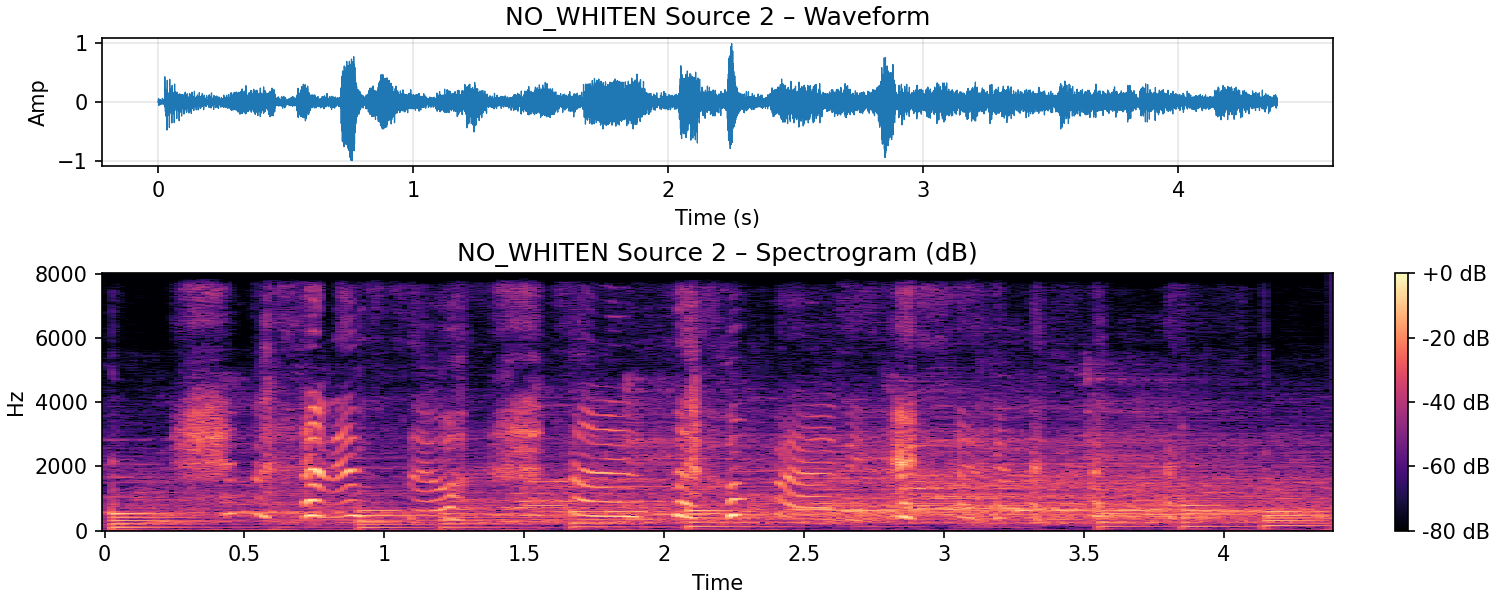 NO_WHITEN Source 2 – Waveform
1
0
−1
Amp
0 1 2 3 4
Time (s)
NO_WHITEN Source 2 – Spectrogram (dB)
8000
6000
4000
2000
0
Hz
0 0.5 1 1.5 2 2.5 3 3.5 4
Time
+0 dB
-20 dB
-40 dB
-60 dB
-80 dB